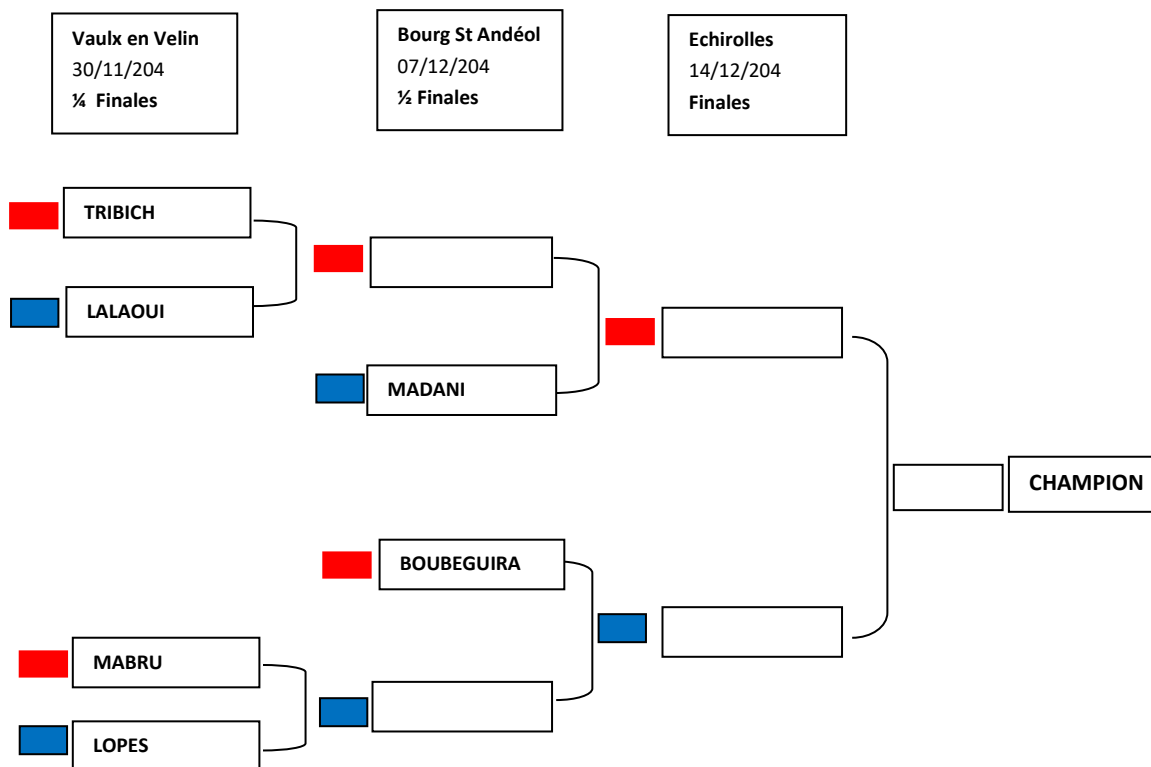 Vaulx en Velin
30/11/204
¼ Finales
Bourg St Andéol
07/12/204
½ Finales
Echirolles
14/12/204
Finales
TRIBICH
LALAOUI
MADANI
CHAMPION
BOUBEGUIRA
MABRU
LOPES